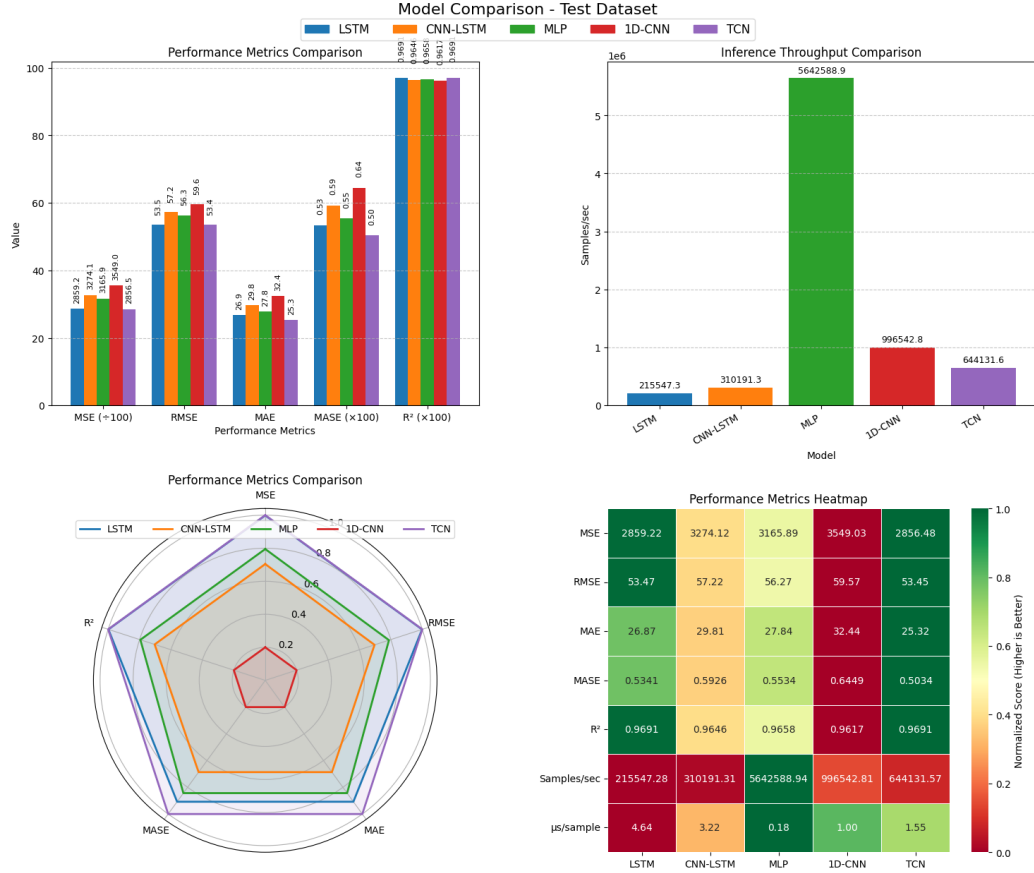 Model Comparison - Test Dataset
LSTM CNN-LSTM MLP 1D-CNN TCN
Performance Metrics Comparison
0.9691 0.9646 0.9658 0.9617 0.9691
100
80
60
40
20
0
Value
2859.2 3274.1 3165.9 3549.0 2856.5
53.5 57.2 56.3 59.6 53.4
26.9 29.8 27.8 32.4 25.3
0.53 0.59 0.55 0.64 0.50
MSE (÷100) RMSE MAE MASE (×100) R² (×100)
Performance Metrics
Inference Throughput Comparison
1e6
5
4
3
2
1
0
Samples/sec
215547.3 310191.3 5642588.9 996542.8 644131.6
LSTM CNN-LSTM MLP 1D-CNN TCN
Model
Performance Metrics Comparison
MSE
LSTM CNN-LSTM MLP 1D-CNN TCN
1.0
0.8
0.6
0.4
0.2
R² RMSE
MASE MAE
Performance Metrics Heatmap
MSE 2859.22 3274.12 3165.89 3549.03 2856.48
RMSE 53.47 57.22 56.27 59.57 53.45
MAE 26.87 29.81 27.84 32.44 25.32
MASE 0.5341 0.5926 0.5534 0.6449 0.5034
R² 0.9691 0.9646 0.9658 0.9617 0.9691
Samples/sec 215547.28 310191.31 5642588.94 996542.81 644131.57
µs/sample 4.64 3.22 0.18 1.00 1.55
LSTM CNN-LSTM MLP 1D-CNN TCN
1.0
0.8
0.6
0.4
0.2
0.0
Normalized Score (Higher is Better)